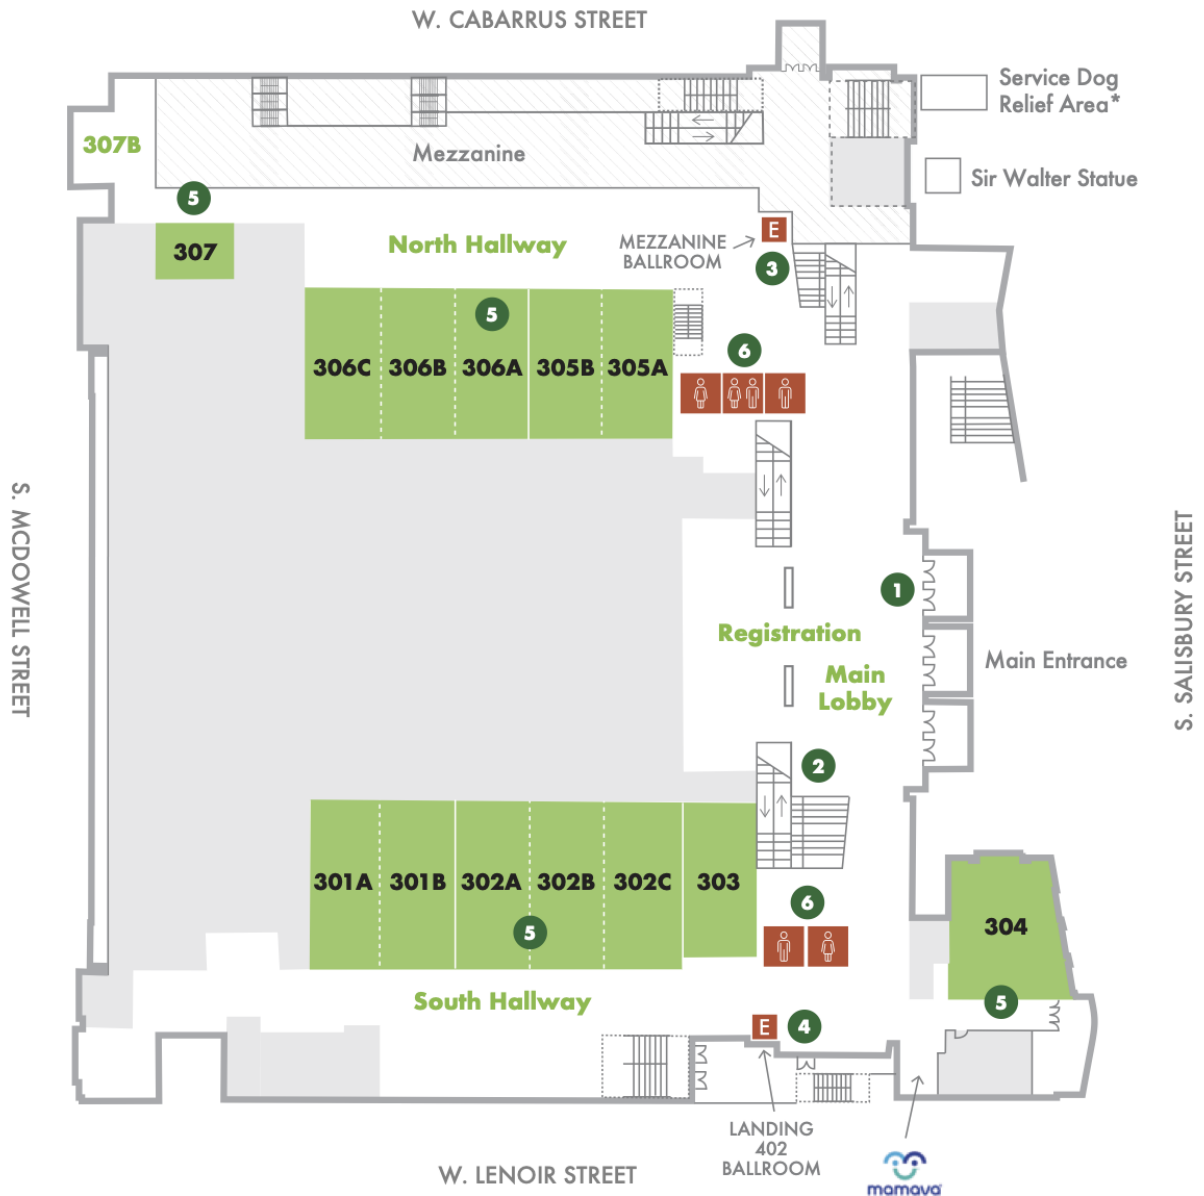 W. CABARRUS STREET
Service Dog
Relief Area*
307B
Mezzanine
Sir Walter Statue
5
307
North Hallway
MEZZANINE
BALLROOM
E
3
5
6
306C
306B
306A
305B
305A
S. MCDOWELL STREET
S. SALISBURY STREET
1
Registration
Main
Lobby
Main Entrance
2
301A
301B
302A
302B
302C
303
5
6
304
5
South Hallway
E
4
LANDING
402
BALLROOM
W. LENOIR STREET
mamava